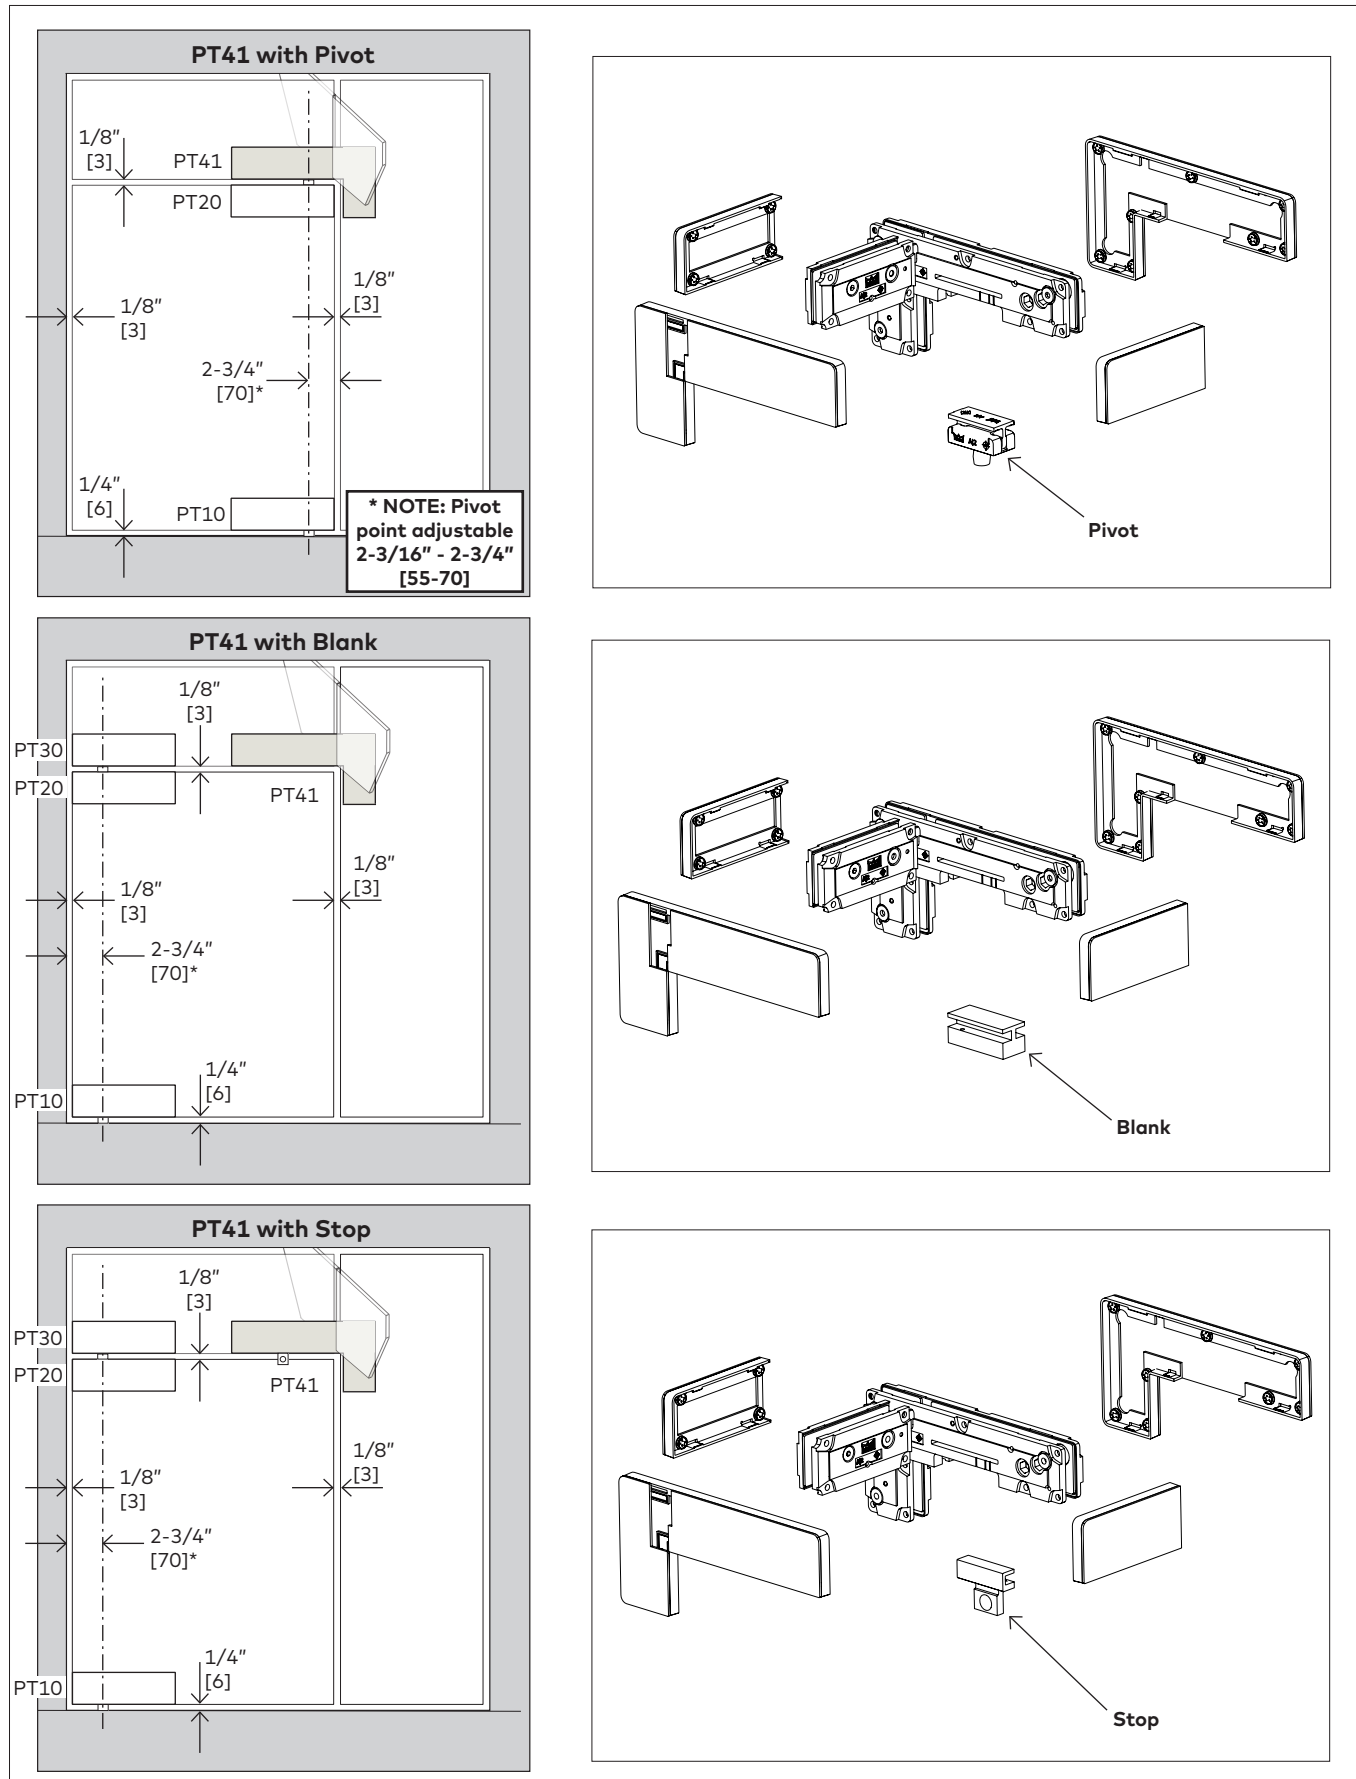 PT41 with Pivot
1/8"
[3]
PT41
PT20
1/8"
[3]
1/8"
[3]
2-3/4"
[70]*
1/4"
[6]
PT10
* NOTE: Pivot
point adjustable
2-3/16" - 2-3/4"
[55-70]
Pivot
PT41 with Blank
1/8"
[3]
PT30
PT20
PT41
1/8"
[3]
1/8"
[3]
2-3/4"
[70]*
1/4"
[6]
PT10
Blank
PT41 with Stop
1/8"
[3]
PT30
PT20
PT41
1/8"
[3]
1/8"
[3]
2-3/4"
[70]*
1/4"
[6]
PT10
Stop